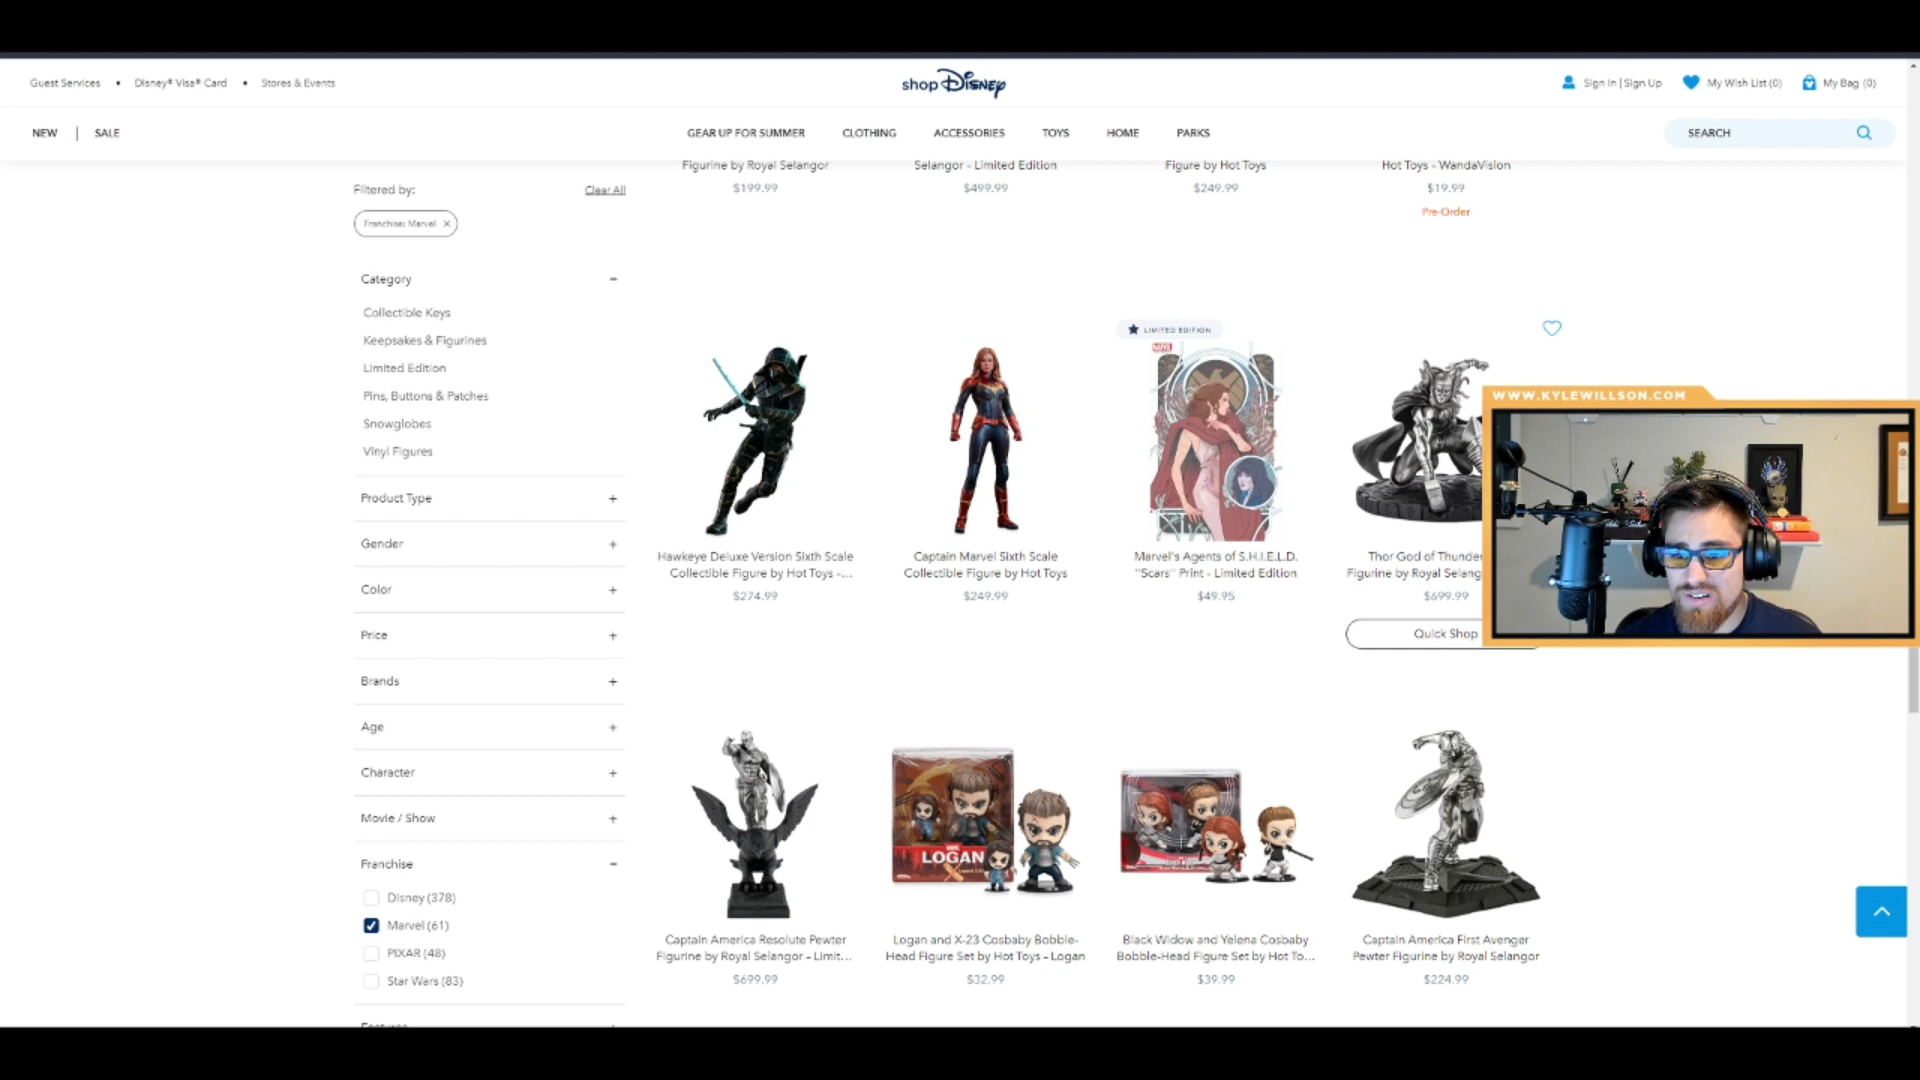 Guest Services • Disney® Visa® Card • Stores & Events
shop Disney
Sign In | Sign Up
My Wish List (0)
My Bag (0)
NEW | SALE
GEAR UP FOR SUMMER
CLOTHING
ACCESSORIES
TOYS
HOME
PARKS
SEARCH
Filtered by:
Clear All
Franchise: Marvel ×
Category −
Collectible Keys
Keepsakes & Figurines
Limited Edition
Pins, Buttons & Patches
Snowglobes
Vinyl Figures
Product Type +
Gender +
Color +
Price +
Brands +
Age +
Character +
Movie / Show +
Franchise −
Disney (378)
Marvel (61)
PIXAR (48)
Star Wars (83)
Figurine by Royal Selangor
$199.99
Selangor - Limited Edition
$499.99
Figure by Hot Toys
$249.99
Hot Toys - WandaVision
$19.99
Pre-Order
Hawkeye Deluxe Version Sixth Scale
Collectible Figure by Hot Toys -...
$274.99
Captain Marvel Sixth Scale
Collectible Figure by Hot Toys
$249.99
LIMITED EDITION
MARVEL
Marvel's Agents of S.H.I.E.L.D.
''Scars'' Print - Limited Edition
$49.95
Thor God of Thunder
Figurine by Royal Selang
$699.99
Quick Shop
WWW.KYLEWILLSON.COM
Captain America Resolute Pewter
Figurine by Royal Selangor - Limit...
$699.99
LOGAN
Logan and X-23 Cosbaby Bobble-
Head Figure Set by Hot Toys - Logan
$32.99
Black Widow and Yelena Cosbaby
Bobble-Head Figure Set by Hot To...
$39.99
Captain America First Avenger
Pewter Figurine by Royal Selangor
$224.99